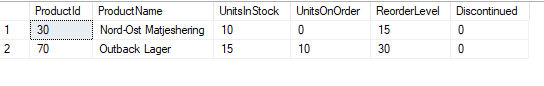 ProductId ProductName UnitsInStock UnitsOnOrder ReorderLevel Discontinued
1 30 Nord-Ost Matjeshering 10 0 15 0
2 70 Outback Lager 15 10 30 0